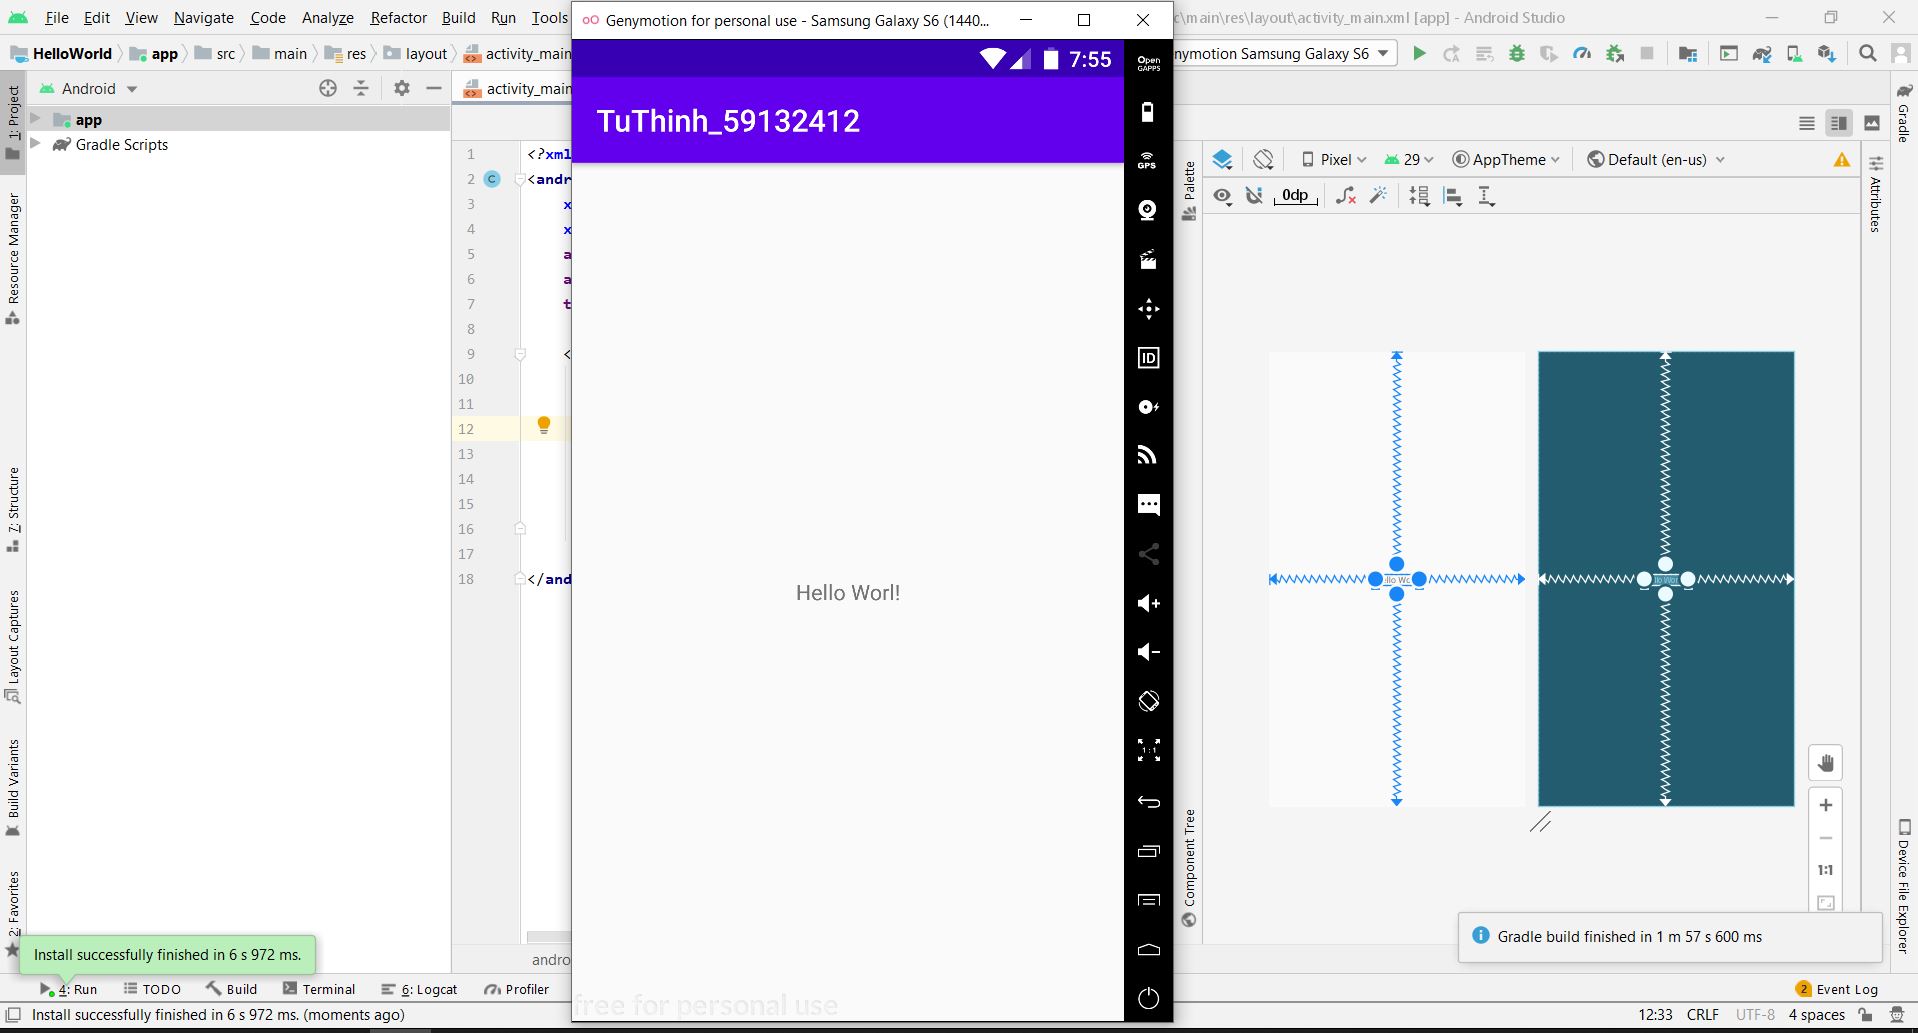 File Edit View Navigate Code Analyze Refactor Build Run Tools
Genymotion for personal use - Samsung Galaxy S6 (1440...
c\main\res\layout\activity_main.xml [app] - Android Studio
HelloWorld app src main res layout activity_main
nymotion Samsung Galaxy S6
7:55
Open GAPPS
Android
activity_main
TuThinh_59132412
app
Gradle Scripts
1: Project
Resource Manager
7: Structure
Layout Captures
Build Variants
2: Favorites
1 <?xml
2 <andr
3 x
4 x
5 a
6 a
7 t
8
9 <
10
11
12
13
14
15
16
17
18 </and
andro
GPS
ID
1:1
Hello Worl!
free for personal use
Palette
Component Tree
Pixel 29 AppTheme Default (en-us)
0dp
1:1
Gradle
Attributes
Device File Explorer
Gradle build finished in 1 m 57 s 600 ms
Install successfully finished in 6 s 972 ms.
4: Run TODO Build Terminal 6: Logcat Profiler
2 Event Log
Install successfully finished in 6 s 972 ms. (moments ago)
12:33 CRLF UTF-8 4 spaces